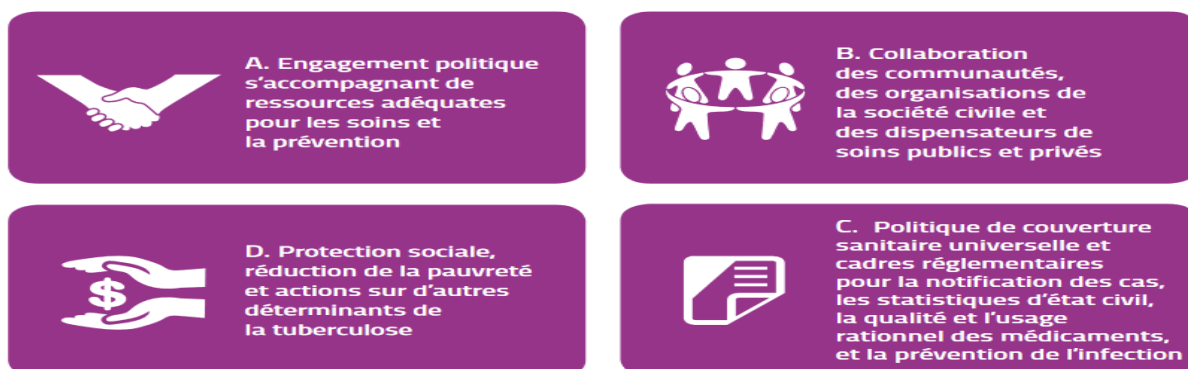 A. Engagement politique
s'accompagnant de
ressources adéquates
pour les soins et
la prévention
B. Collaboration
des communautés,
des organisations de
la société civile et
des dispensateurs de
soins publics et privés
D. Protection sociale,
réduction de la pauvreté
et actions sur d'autres
déterminants de
la tuberculose
$
C. Politique de couverture
sanitaire universelle et
cadres réglementaires
pour la notification des cas,
les statistiques d'état civil,
la qualité et l'usage
rationnel des médicaments,
et la prévention de l'infection